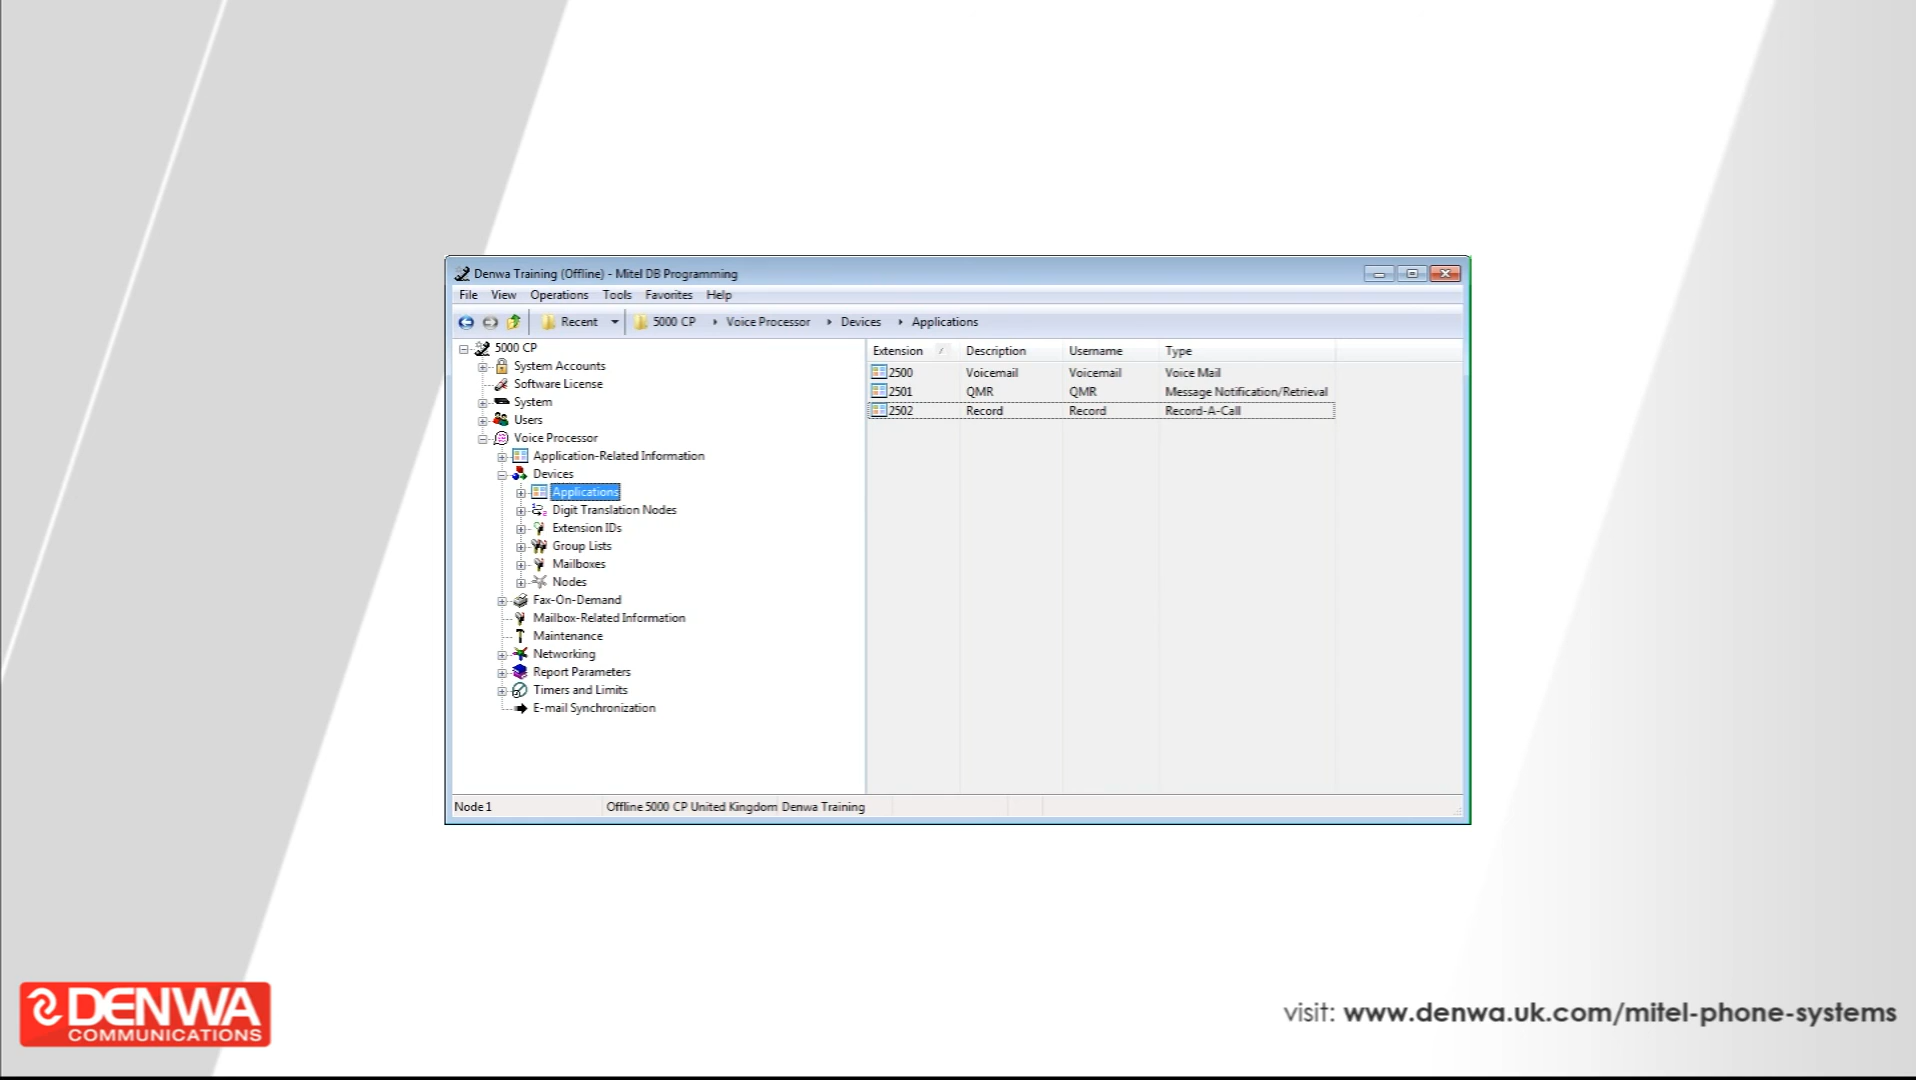 Denwa Training (Offline) - Mitel DB Programming
File View Operations Tools Favorites Help
Recent 5000 CP Voice Processor Devices Applications
5000 CP
System Accounts
Software License
System
Users
Voice Processor
Application-Related Information
Devices
Applications
Digit Translation Nodes
Extension IDs
Group Lists
Mailboxes
Nodes
Fax-On-Demand
Mailbox-Related Information
Maintenance
Networking
Report Parameters
Timers and Limits
E-mail Synchronization
Extension Description Username Type
2500 Voicemail Voicemail Voice Mail
2501 QMR QMR Message Notification/Retrieval
2502 Record Record Record-A-Call
Node 1 Offline 5000 CP United Kingdom Denwa Training
DENWA
COMMUNICATIONS
visit: www.denwa.uk.com/mitel-phone-systems